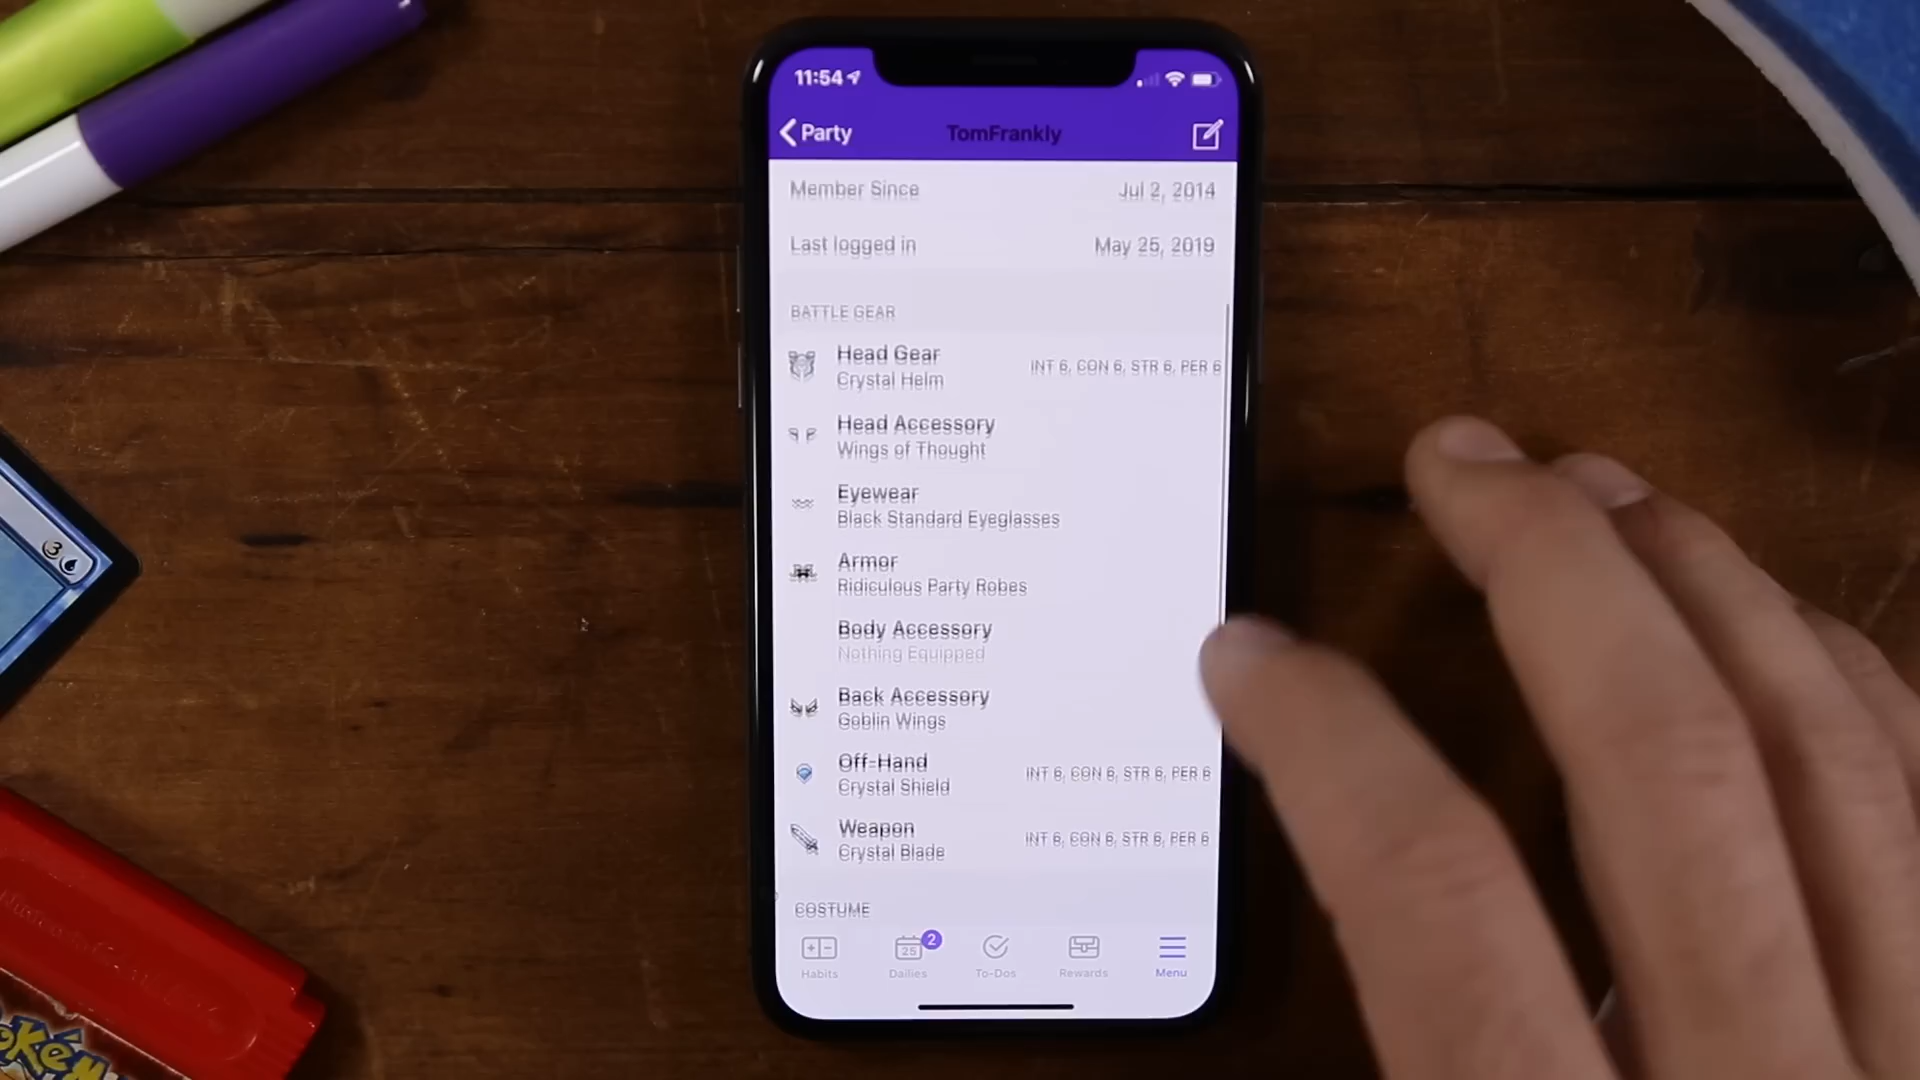 11:54
Party
TomFrankly
Member Since
Jul 2, 2014
Last logged in
May 25, 2019
BATTLE GEAR
Head Gear
Crystal Helm
INT 6, CON 6, STR 6, PER 6
Head Accessory
Wings of Thought
Eyewear
Black Standard Eyeglasses
Armor
Ridiculous Party Robes
Body Accessory
Nothing Equipped
Back Accessory
Goblin Wings
Off-Hand
Crystal Shield
INT 6, CON 6, STR 6, PER 6
Weapon
Crystal Blade
INT 6, CON 6, STR 6, PER 6
COSTUME
25
2
Habits
Dailies
To-Dos
Rewards
Menu
3